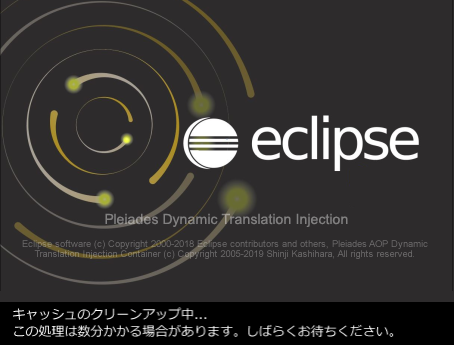 eclipse
Pleiades Dynamic Translation Injection
Eclipse software (c) Copyright 2000-2018 Eclipse contributors and others, Pleiades AOP Dynamic
Translation Injection Container (c) Copyright 2005-2019 Shinji Kashihara, All rights reserved.
キャッシュのクリーンアップ中...
この処理は数分かかる場合があります。しばらくお待ちください。